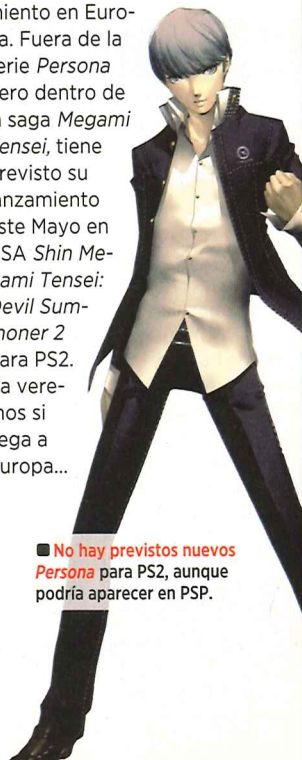 miento en Euro-
a. Fuera de la
erie Persona
ero dentro de
a saga Megami
ensei, tiene
revisto su
anzamiento
ste Mayo en
SA Shin Me-
ami Tensei:
Devil Sum-
moner 2
ara PS2.
a vere-
mos si
ega a
uropa...
No hay previstos nuevos
Persona para PS2, aunque
podría aparecer en PSP.